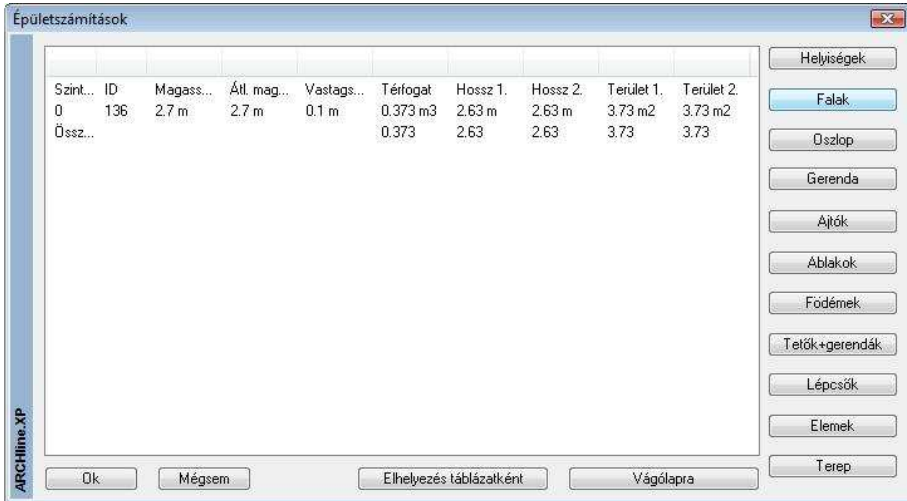 Épületszámítások
Szint... ID Magass... Átl. mag... Vastags... Térfogat Hossz 1. Hossz 2. Terület 1. Terület 2.
0 136 2.7 m 2.7 m 0.1 m 0.373 m3 2.63 m 2.63 m 3.73 m2 3.73 m2
Össz... 0.373 2.63 2.63 3.73 3.73
Helyiségek
Falak
Oszlop
Gerenda
Ajtók
Ablakok
Födémek
Tetők+gerendák
Lépcsők
Elemek
Terep
Ok Mégsem Elhelyezés táblázatként Vágólapra
ARCHline.XP